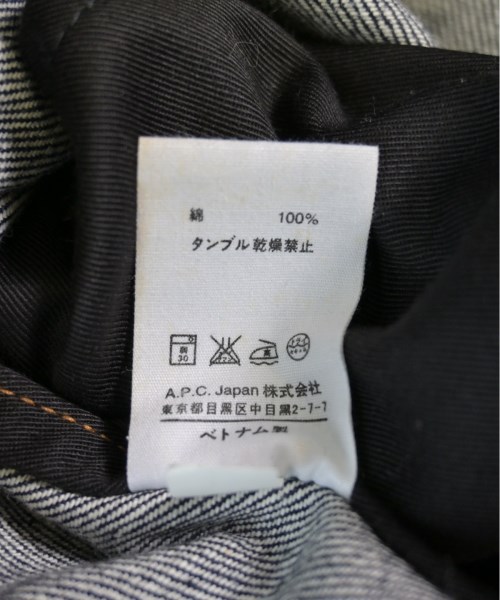 綿 100%
タンブル乾燥禁止
30
A.P.C. Japan 株式会社
東京都目黒区中目黒2-7-7
ベトナム製